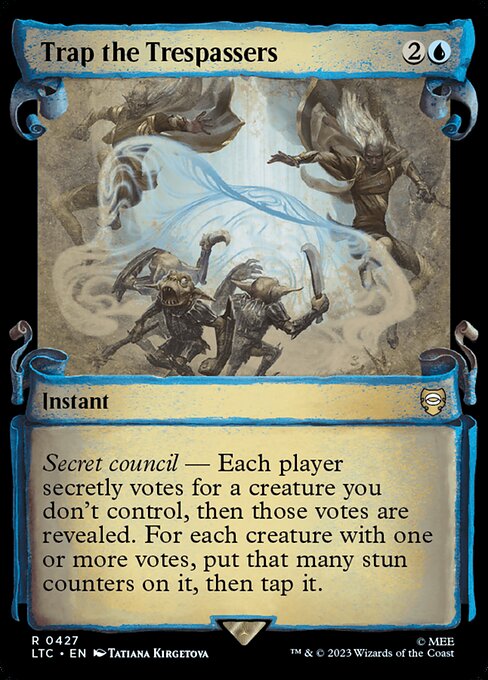 Trap the Trespassers 2
Instant
Secret council — Each player
secretly votes for a creature you
don't control, then those votes are
revealed. For each creature with one
or more votes, put that many stun
counters on it, then tap it.
R 0427
LTC • EN Tatiana Kirgetova
© MEE
™ & © 2023 Wizards of the Coast